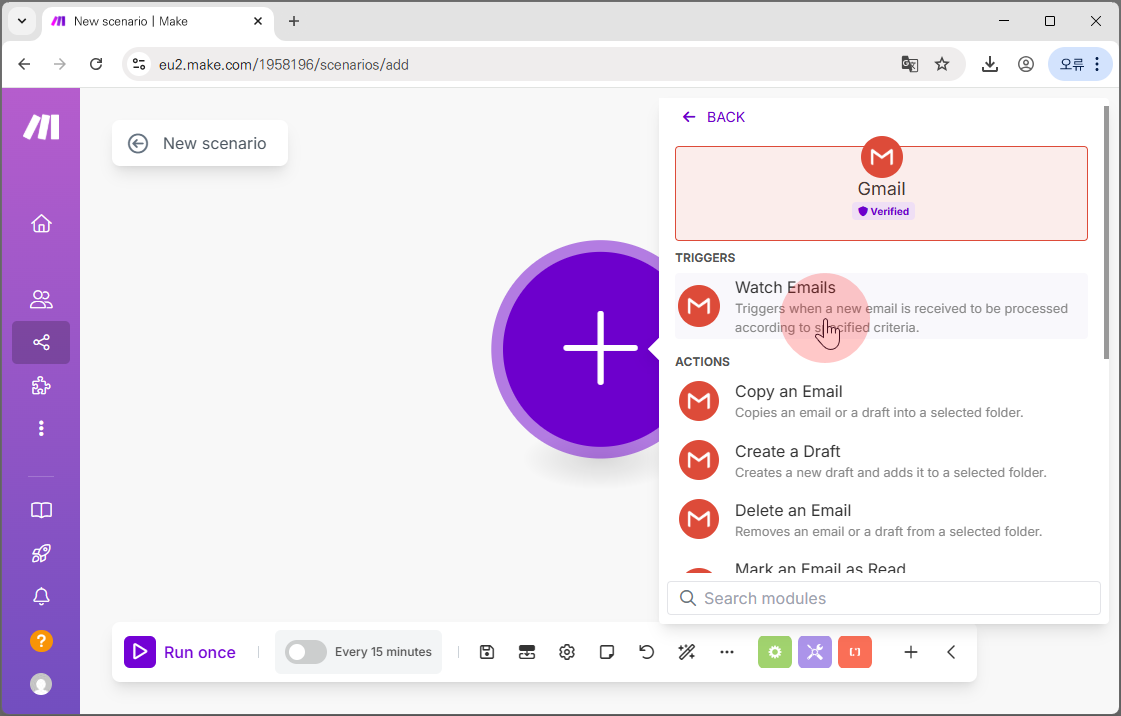 New scenario | Make
eu2.make.com/1958196/scenarios/add
오류
New scenario
BACK
Gmail
Verified
TRIGGERS
Watch Emails
Triggers when a new email is received to be processed
according to specified criteria.
ACTIONS
Copy an Email
Copies an email or a draft into a selected folder.
Create a Draft
Creates a new draft and adds it to a selected folder.
Delete an Email
Removes an email or a draft from a selected folder.
Mark an Email as Read
Search modules
Run once
Every 15 minutes